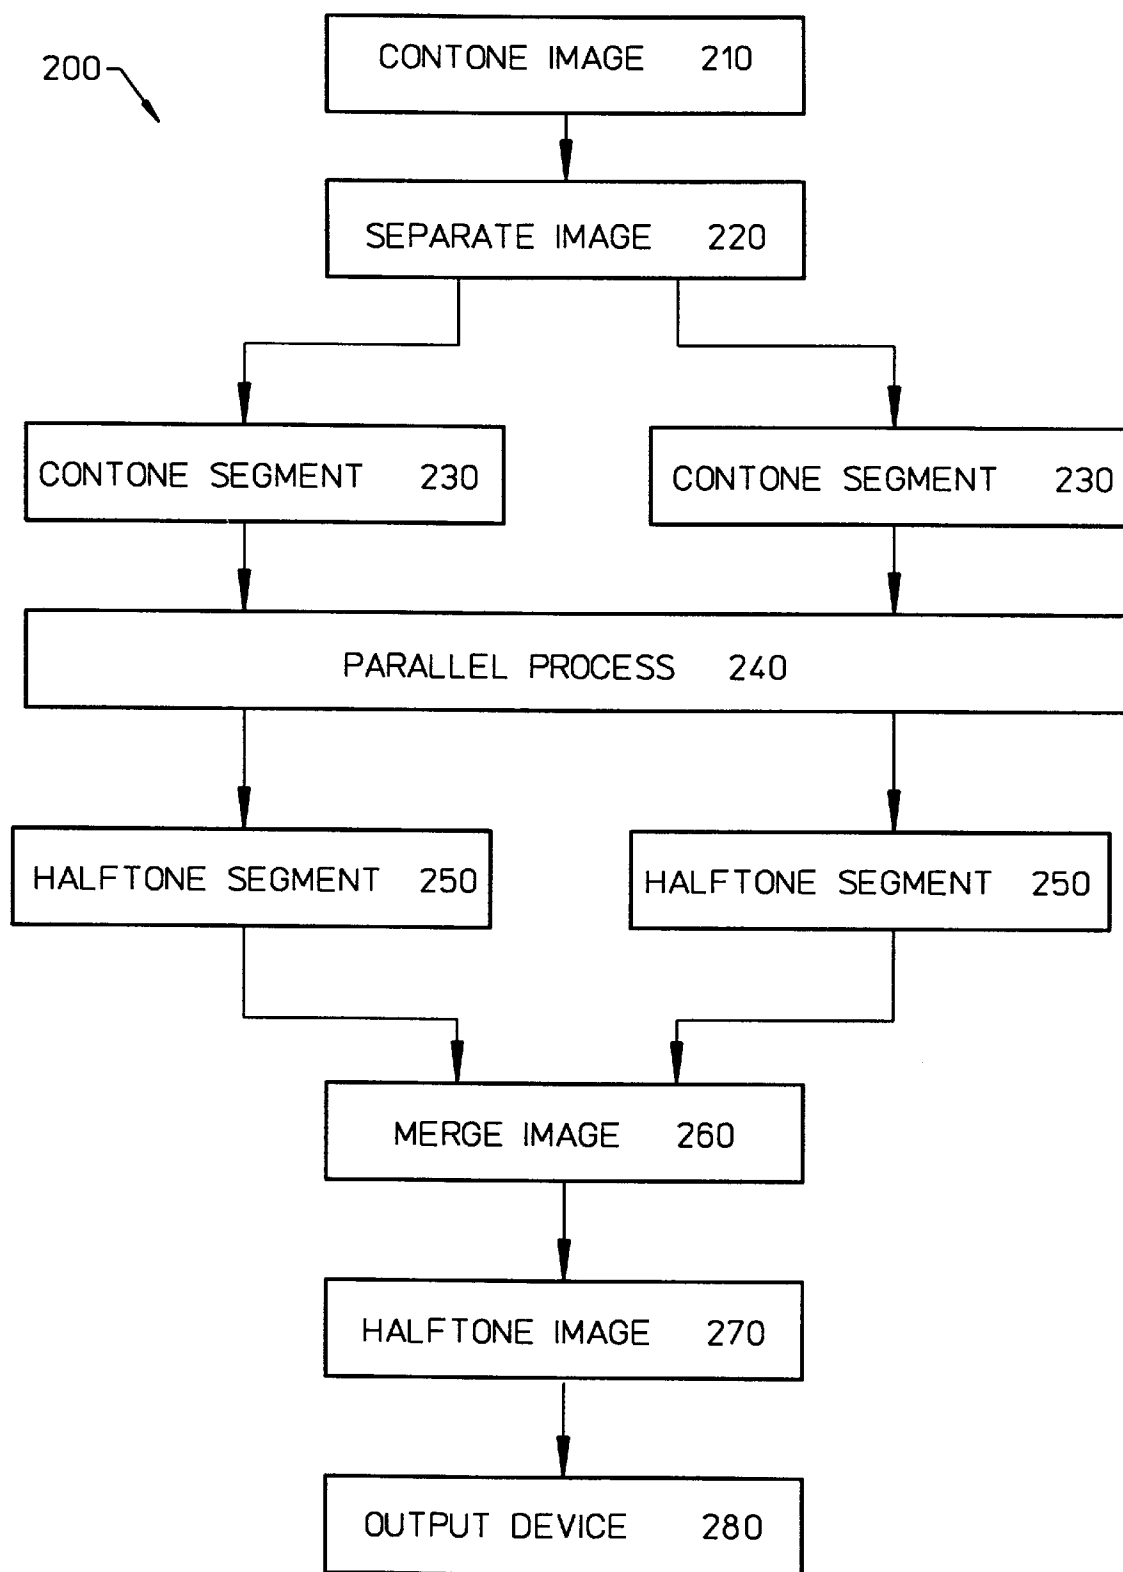 200
CONTONE IMAGE 210
SEPARATE IMAGE 220
CONTONE SEGMENT 230
CONTONE SEGMENT 230
PARALLEL PROCESS 240
HALFTONE SEGMENT 250
HALFTONE SEGMENT 250
MERGE IMAGE 260
HALFTONE IMAGE 270
OUTPUT DEVICE 280